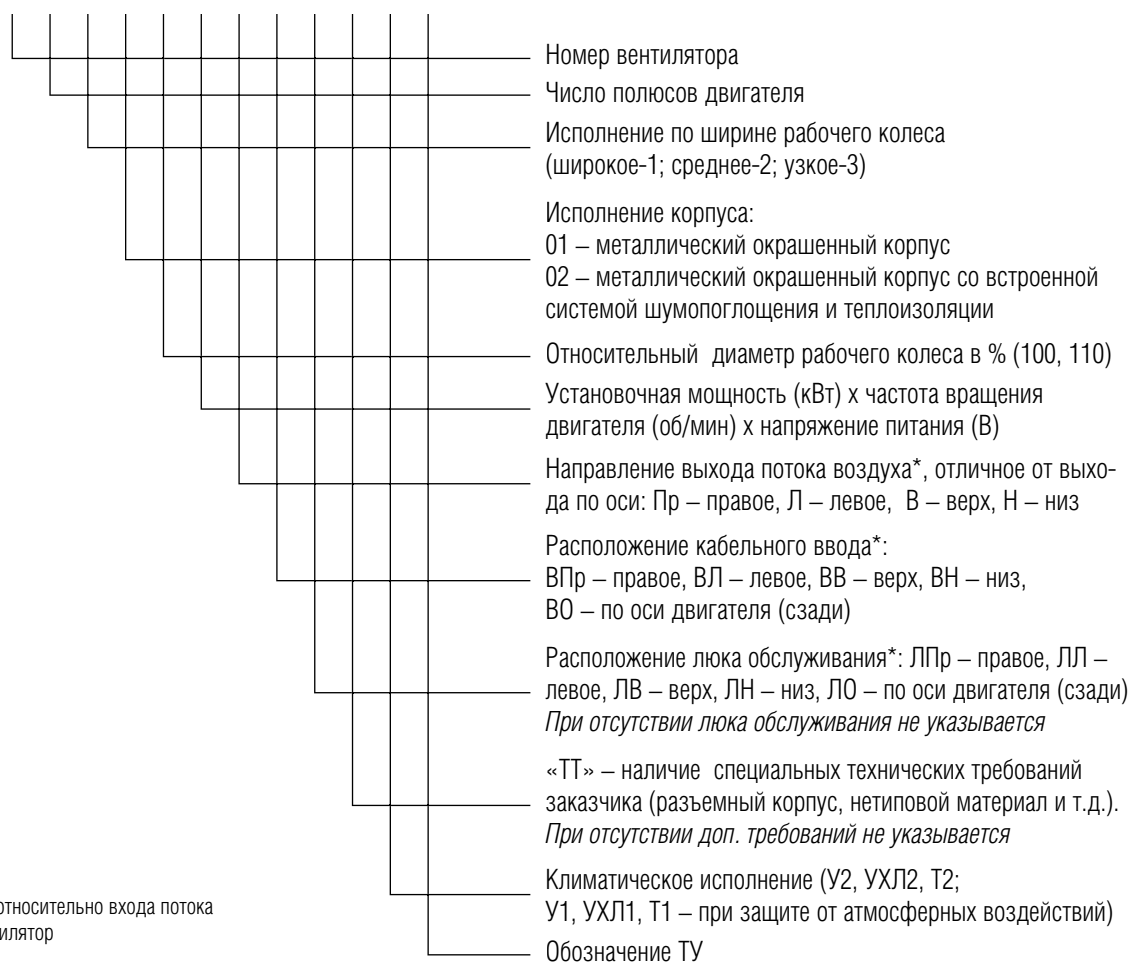 Номер вентилятора
Число полюсов двигателя
Исполнение по ширине рабочего колеса
(широкое-1; среднее-2; узкое-3)
Исполнение корпуса:
01 – металлический окрашенный корпус
02 – металлический окрашенный корпус со встроенной
системой шумопоглощения и теплоизоляции
Относительный диаметр рабочего колеса в % (100, 110)
Установочная мощность (кВт) х частота вращения
двигателя (об/мин) х напряжение питания (В)
Направление выхода потока воздуха*, отличное от выхо-
да по оси: Пр – правое, Л – левое, В – верх, Н – низ
Расположение кабельного ввода*:
ВПр – правое, ВЛ – левое, ВВ – верх, ВН – низ,
ВО – по оси двигателя (сзади)
Расположение люка обслуживания*: ЛПр – правое, ЛЛ –
левое, ЛВ – верх, ЛН – низ, ЛО – по оси двигателя (сзади)
При отсутствии люка обслуживания не указывается
«ТТ» – наличие специальных технических требований
заказчика (разъемный корпус, нетиповой материал и т.д.).
При отсутствии доп. требований не указывается
Климатическое исполнение (У2, УХЛ2, Т2;
У1, УХЛ1, Т1 – при защите от атмосферных воздействий)
Обозначение ТУ
относительно входа потока